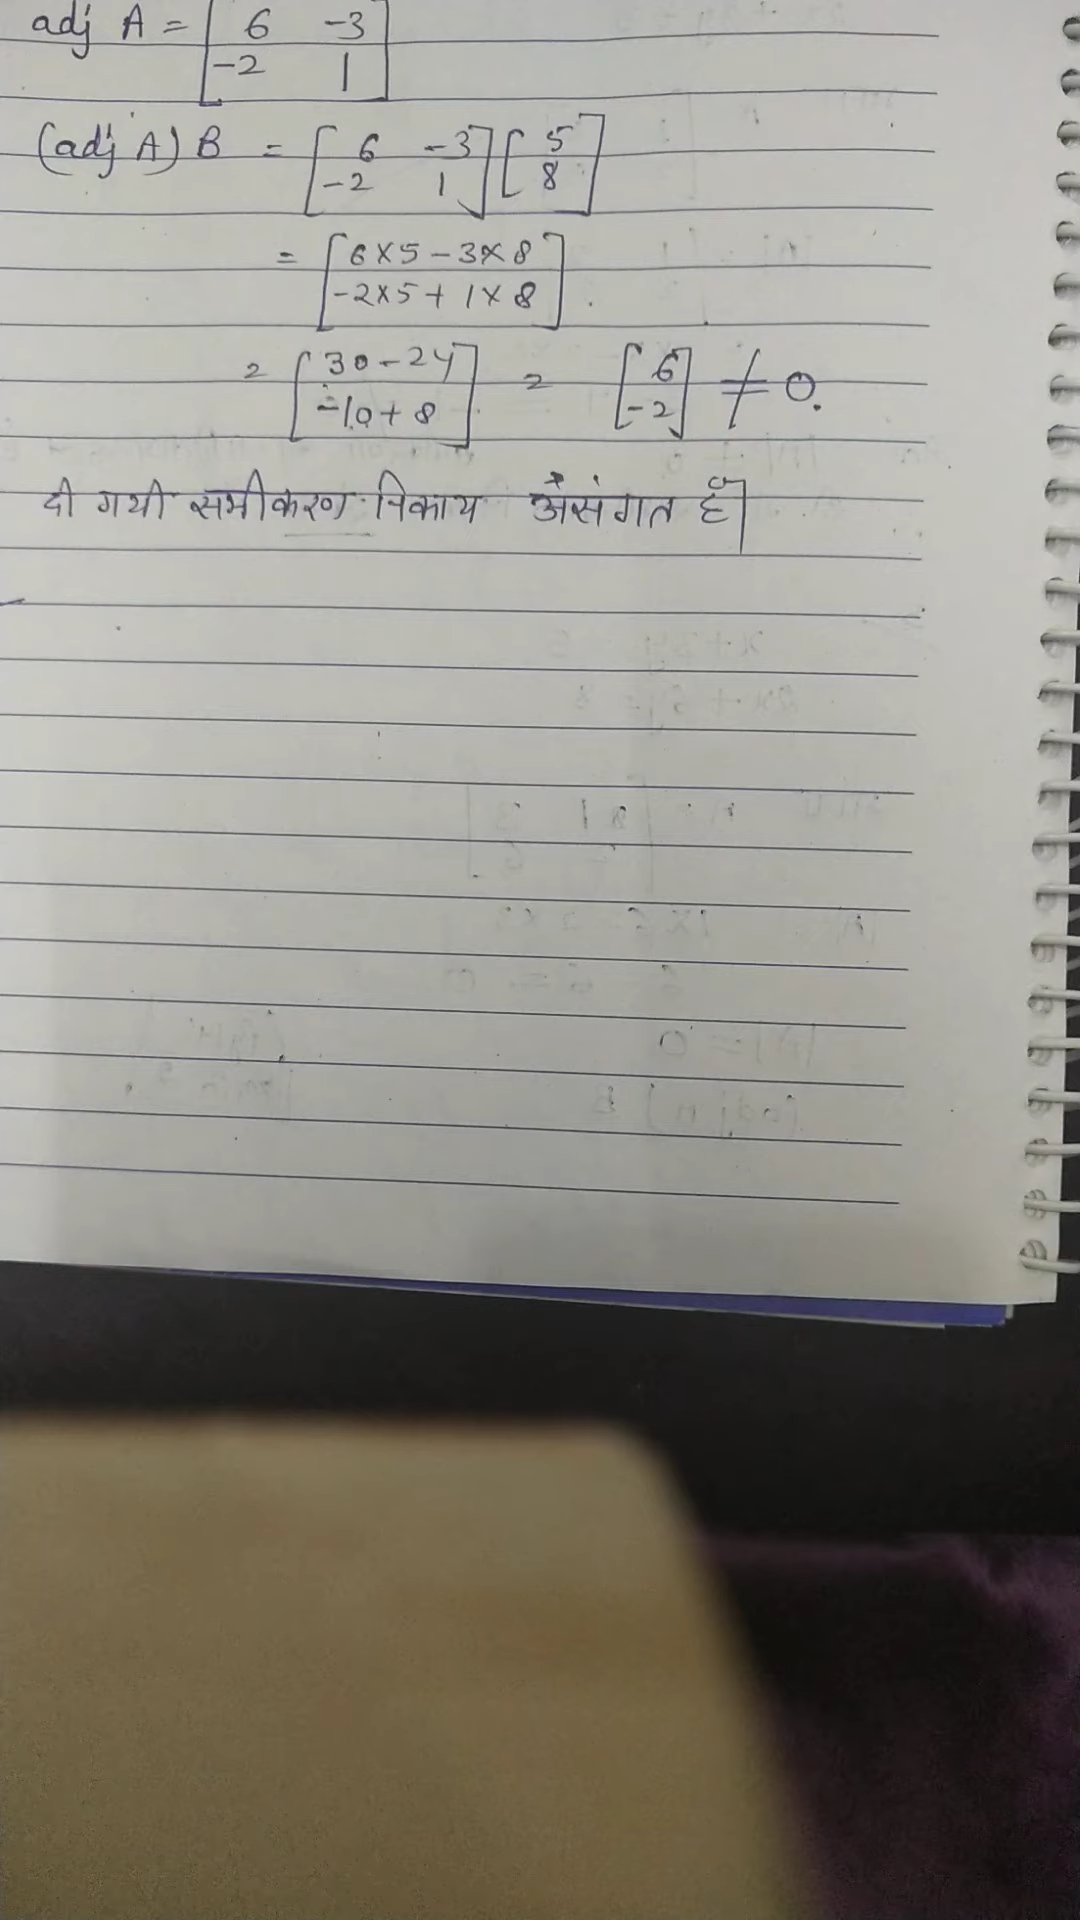 adj A = [ 6 -3
-2 1 ]
(adj A) B = [ 6 -3 ] [ 5 ]
-2 1 8
= [ 6×5 - 3×8 ]
-2×5 + 1×8 .
= [ 30 - 24 ] = [ 6 ] ≠ 0.
-10 + 8 -2
दी गयी समीकरण निकाय असंगत है|